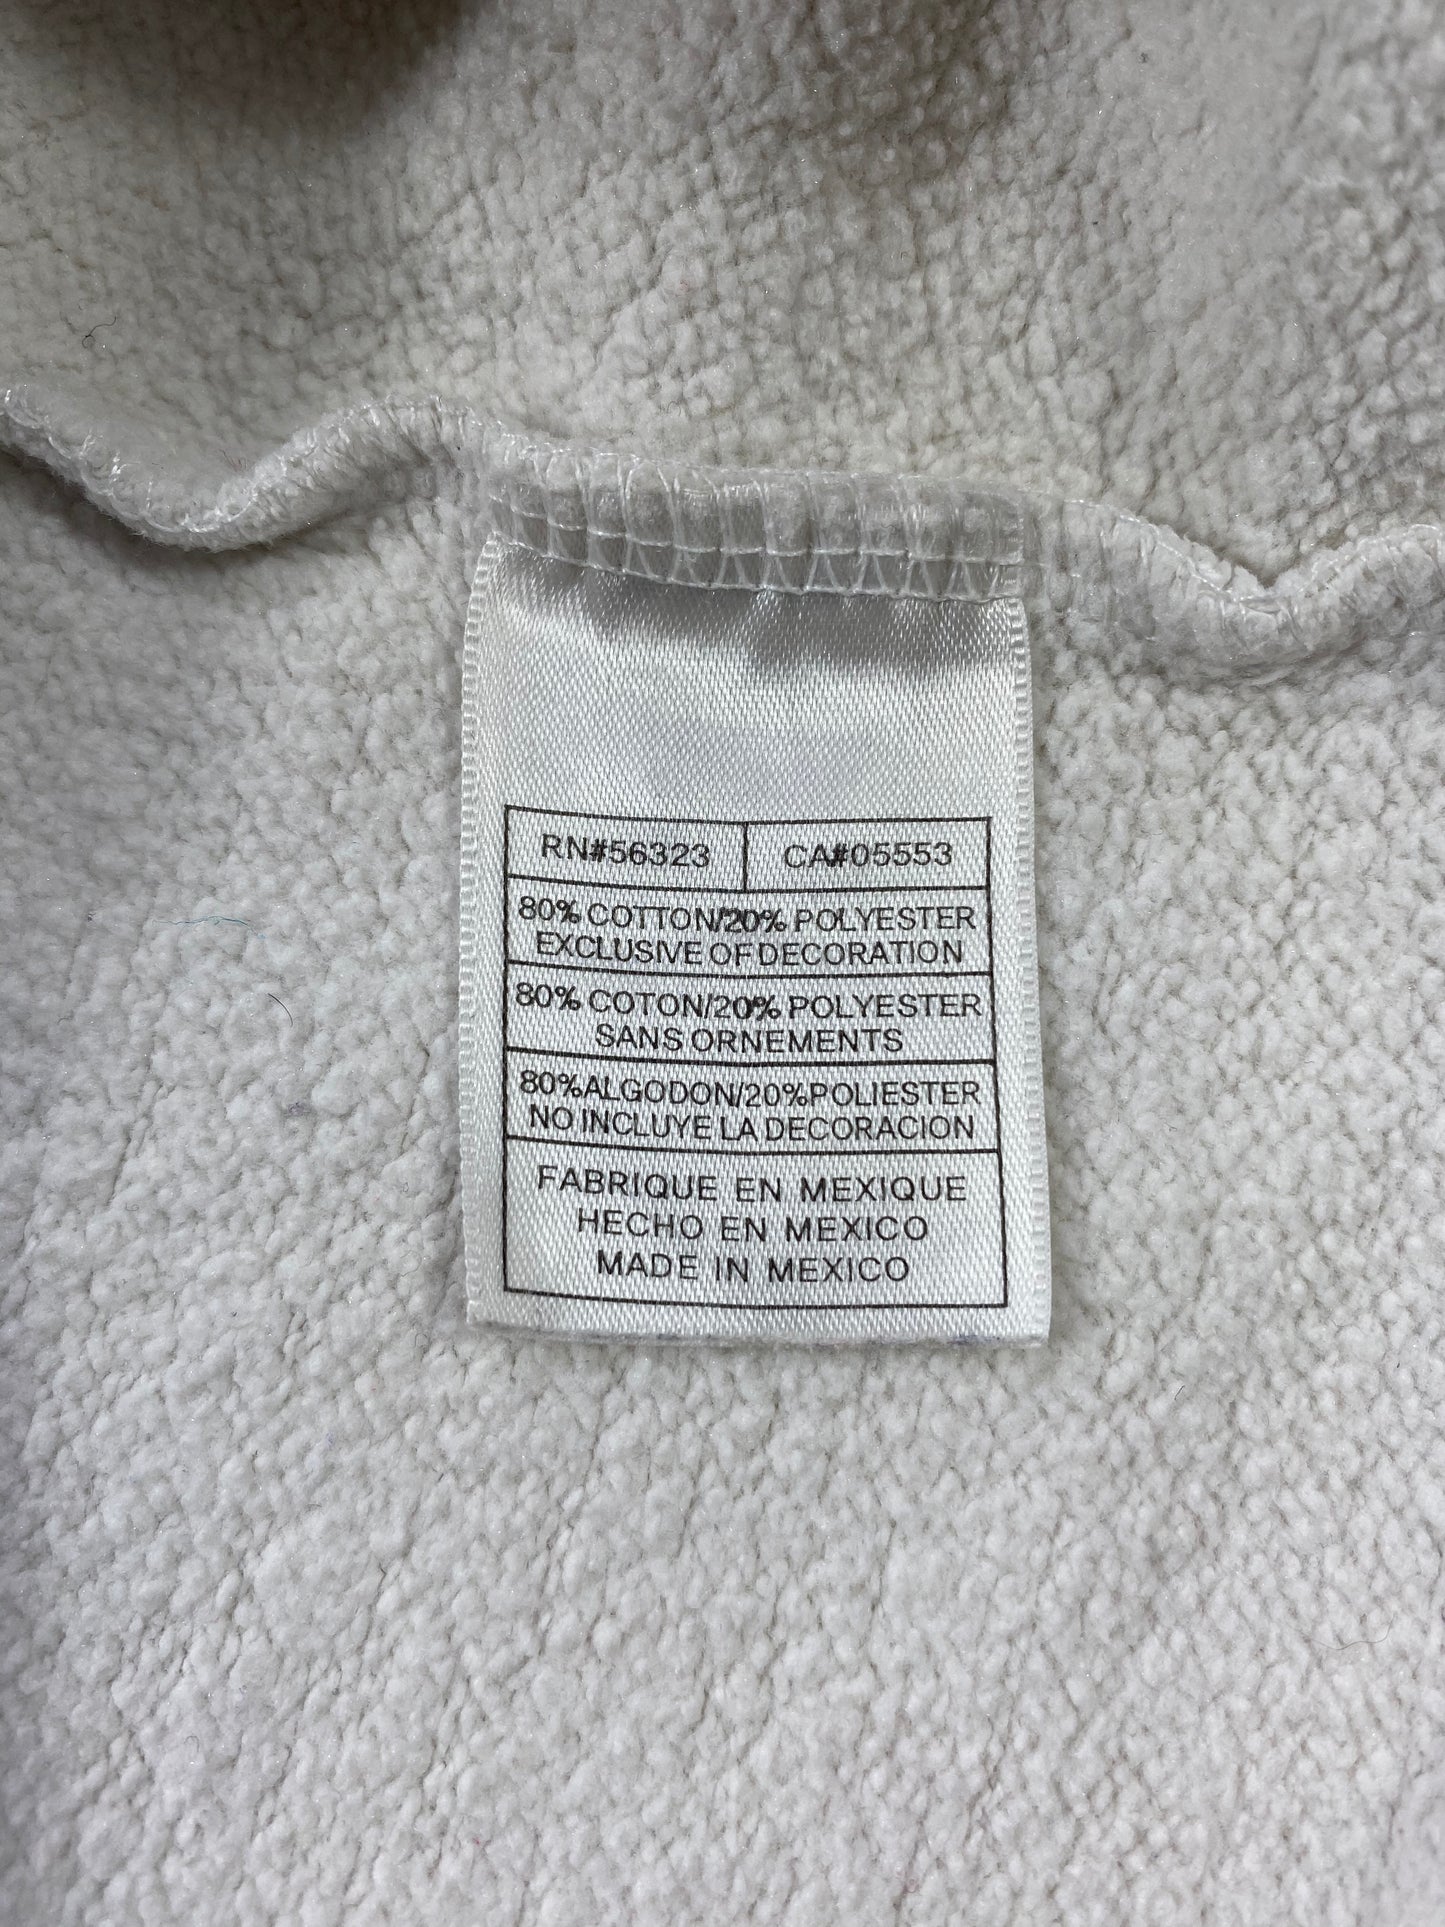 RN#56323 CA#05553
80% COTTON/20% POLYESTER
EXCLUSIVE OF DECORATION
80% COTON/20% POLYESTER
SANS ORNEMENTS
80% ALGODON/20% POLIESTER
NO INCLUYE LA DECORACION
FABRIQUE EN MEXIQUE
HECHO EN MEXICO
MADE IN MEXICO